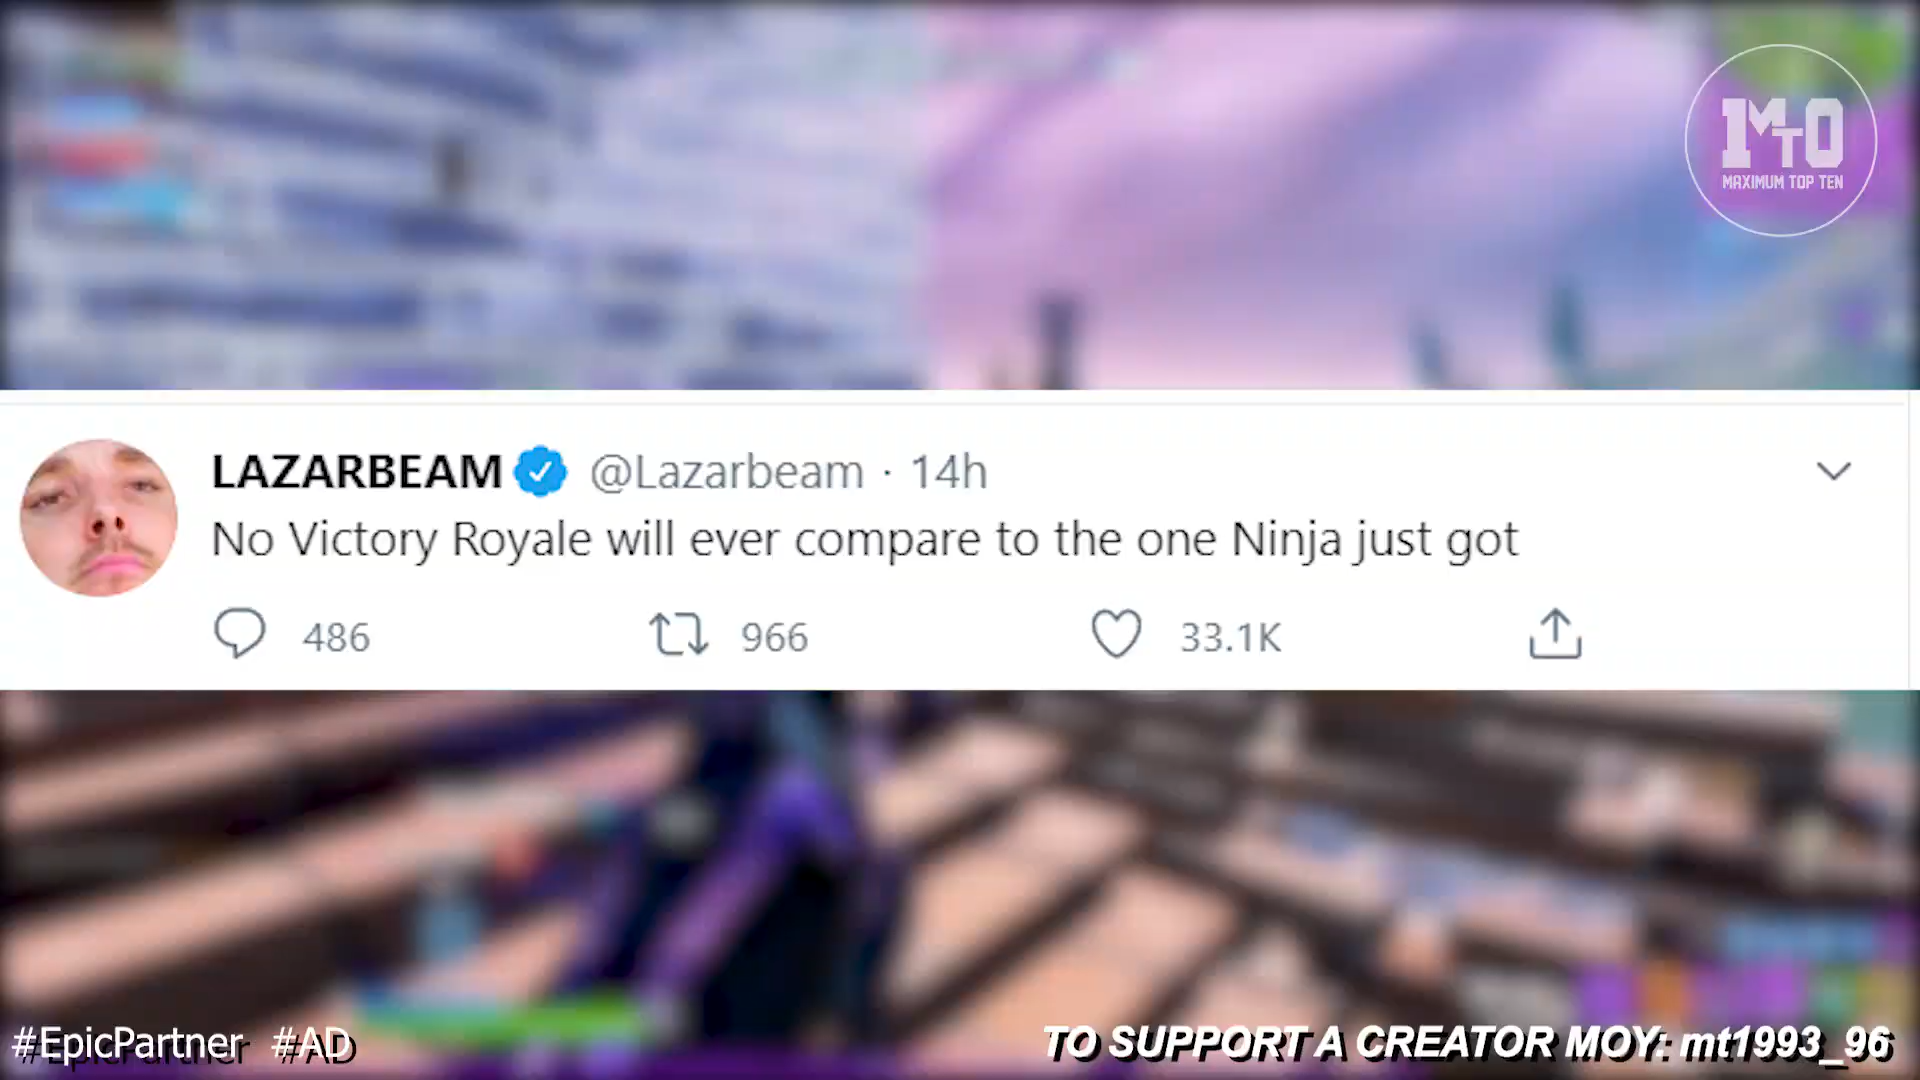 1MT0
MAXIMUM TOP TEN
LAZARBEAM @Lazarbeam · 14h
No Victory Royale will ever compare to the one Ninja just got
486 966 33.1K
#EpicPartner #AD
TO SUPPORT A CREATOR MOY: mt1993_96